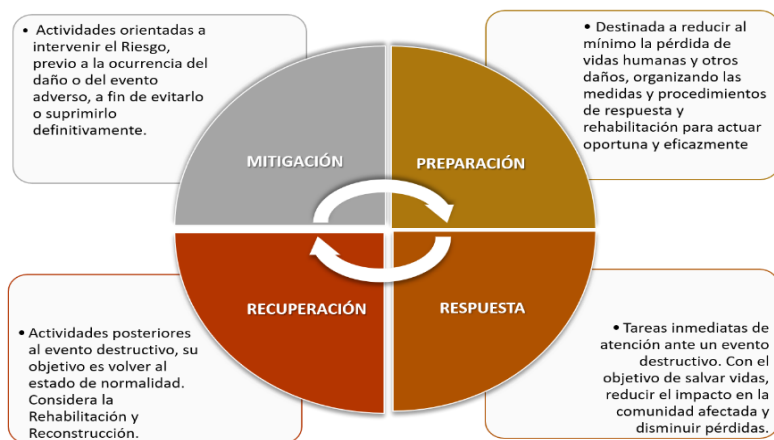 • Actividades orientadas a
intervenir el Riesgo,
previo a la ocurrencia del
daño o del evento
adverso, a fin de evitarlo
o suprimirlo
definitivamente.
• Destinada a reducir al
mínimo la pérdida de
vidas humanas y otros
daños, organizando las
medidas y procedimientos
de respuesta y
rehabilitación para actuar
oportuna y eficazmente
MITIGACIÓN
PREPARACIÓN
RECUPERACIÓN
RESPUESTA
• Actividades posteriores
al evento destructivo, su
objetivo es volver al
estado de normalidad.
Considera la
Rehabilitación y
Reconstrucción.
• Tareas inmediatas de
atención ante un evento
destructivo. Con el
objetivo de salvar vidas,
reducir el impacto en la
comunidad afectada y
disminuir pérdidas.